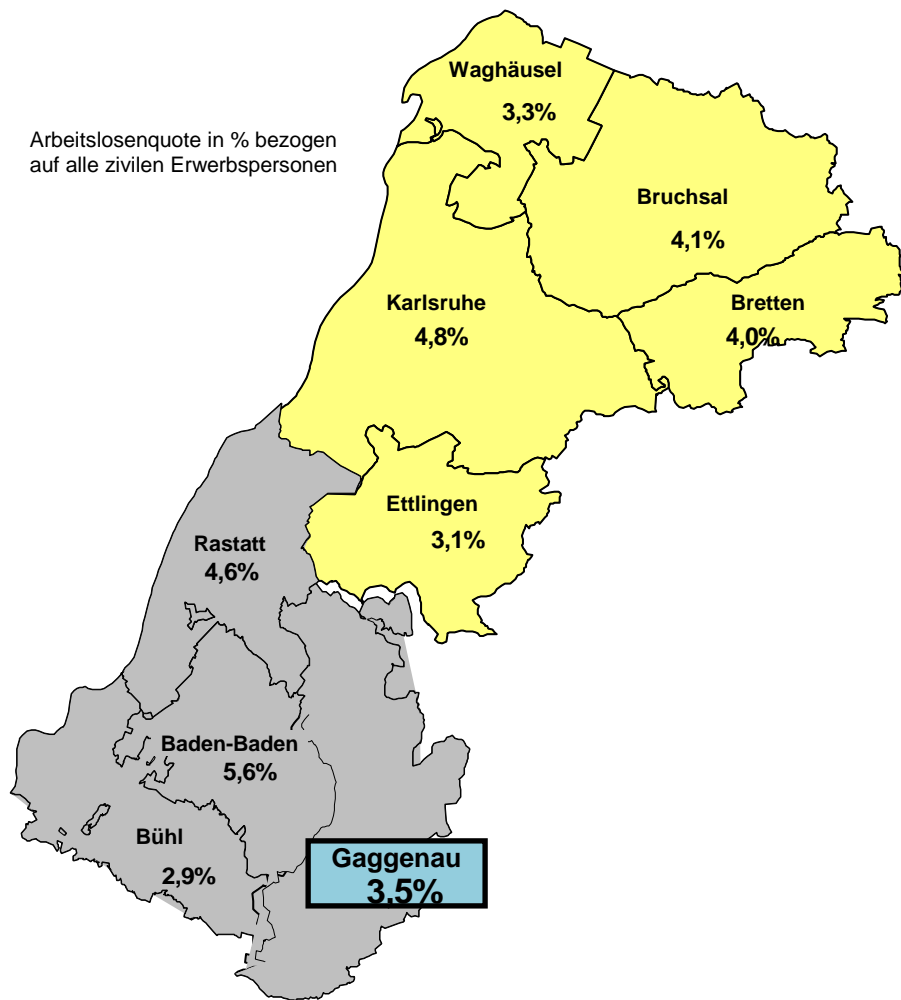 Waghäusel
3,3%
Arbeitslosenquote in % bezogen
auf alle zivilen Erwerbspersonen
Bruchsal
4,1%
Karlsruhe
4,8%
Bretten
4,0%
Ettlingen
3,1%
Rastatt
4,6%
Baden-Baden
5,6%
Bühl
2,9%
Gaggenau
3,5%